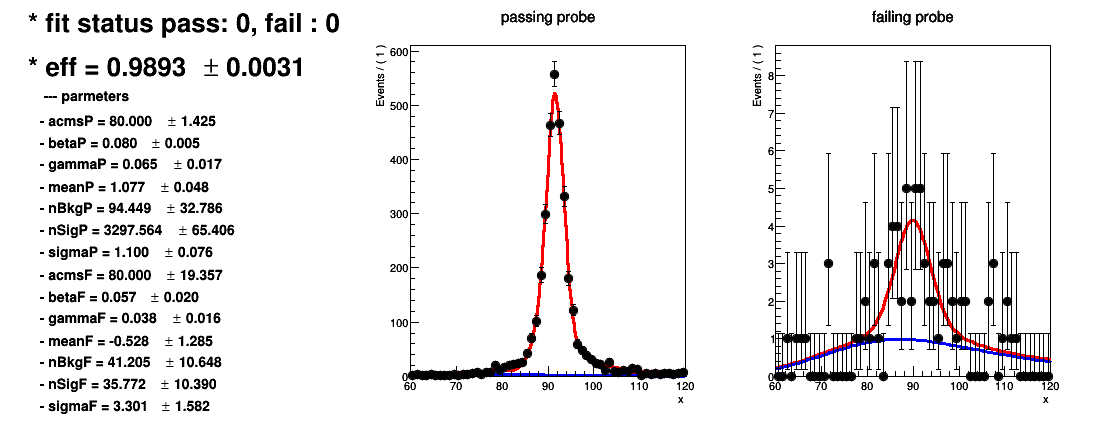 * fit status pass: 0, fail : 0
* eff = 0.9893 ± 0.0031
--- parmeters
- acmsP = 80.000 ± 1.425
- betaP = 0.080 ± 0.005
- gammaP = 0.065 ± 0.017
- meanP = 1.077 ± 0.048
- nBkgP = 94.449 ± 32.786
- nSigP = 3297.564 ± 65.406
- sigmaP = 1.100 ± 0.076
- acmsF = 80.000 ± 19.357
- betaF = 0.057 ± 0.020
- gammaF = 0.038 ± 0.016
- meanF = -0.528 ± 1.285
- nBkgF = 41.205 ± 10.648
- nSigF = 35.772 ± 10.390
- sigmaF = 3.301 ± 1.582
passing probe
Events / ( 1 )
600
500
400
300
200
100
0
60 70 80 90 100 110 120
x
failing probe
Events / ( 1 )
8
7
6
5
4
3
2
1
0
60 70 80 90 100 110 120
x